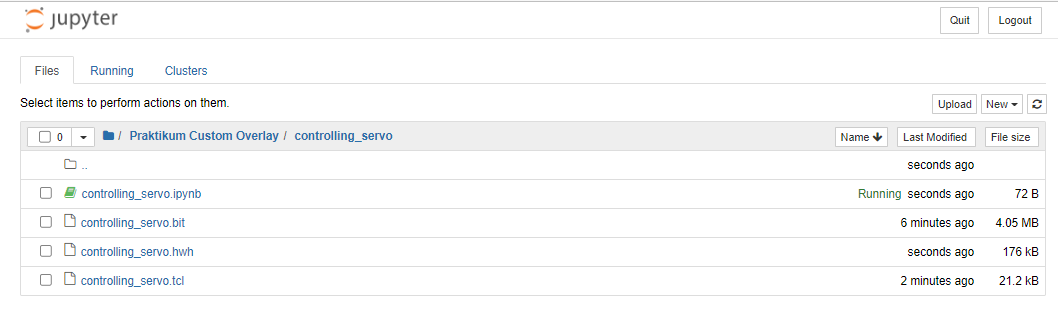 jupyter
Quit Logout
Files Running Clusters
Select items to perform actions on them.
Upload New
0 / Praktikum Custom Overlay / controlling_servo Name Last Modified File size
.. seconds ago
controlling_servo.ipynb Running seconds ago 72 B
controlling_servo.bit 6 minutes ago 4.05 MB
controlling_servo.hwh seconds ago 176 kB
controlling_servo.tcl 2 minutes ago 21.2 kB